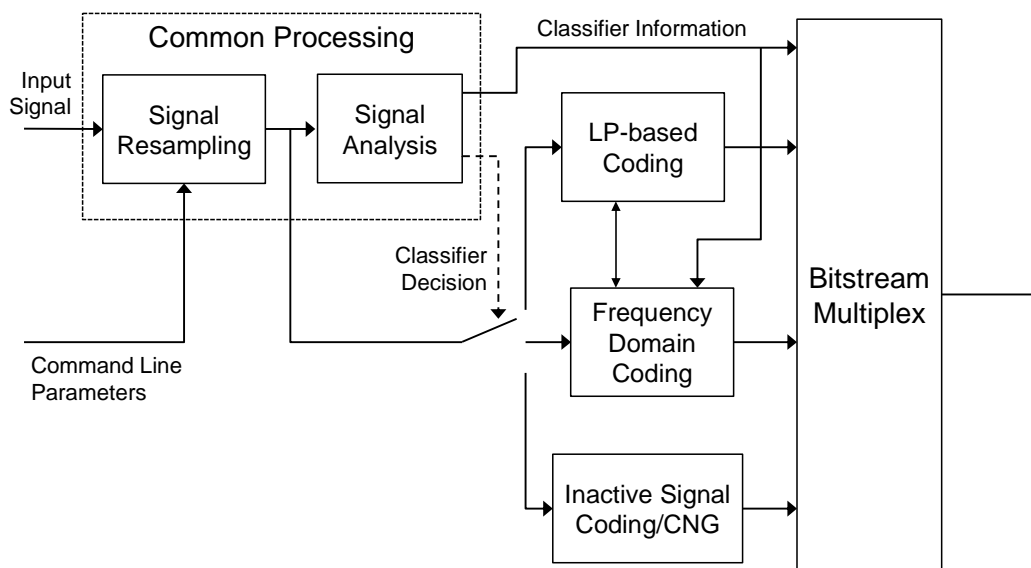 Common Processing
Classifier Information
Input
Signal
Signal
Resampling
Signal
Analysis
LP-based
Coding
Classifier
Decision
Bitstream
Multiplex
Frequency
Domain
Coding
Command Line
Parameters
Inactive Signal
Coding/CNG